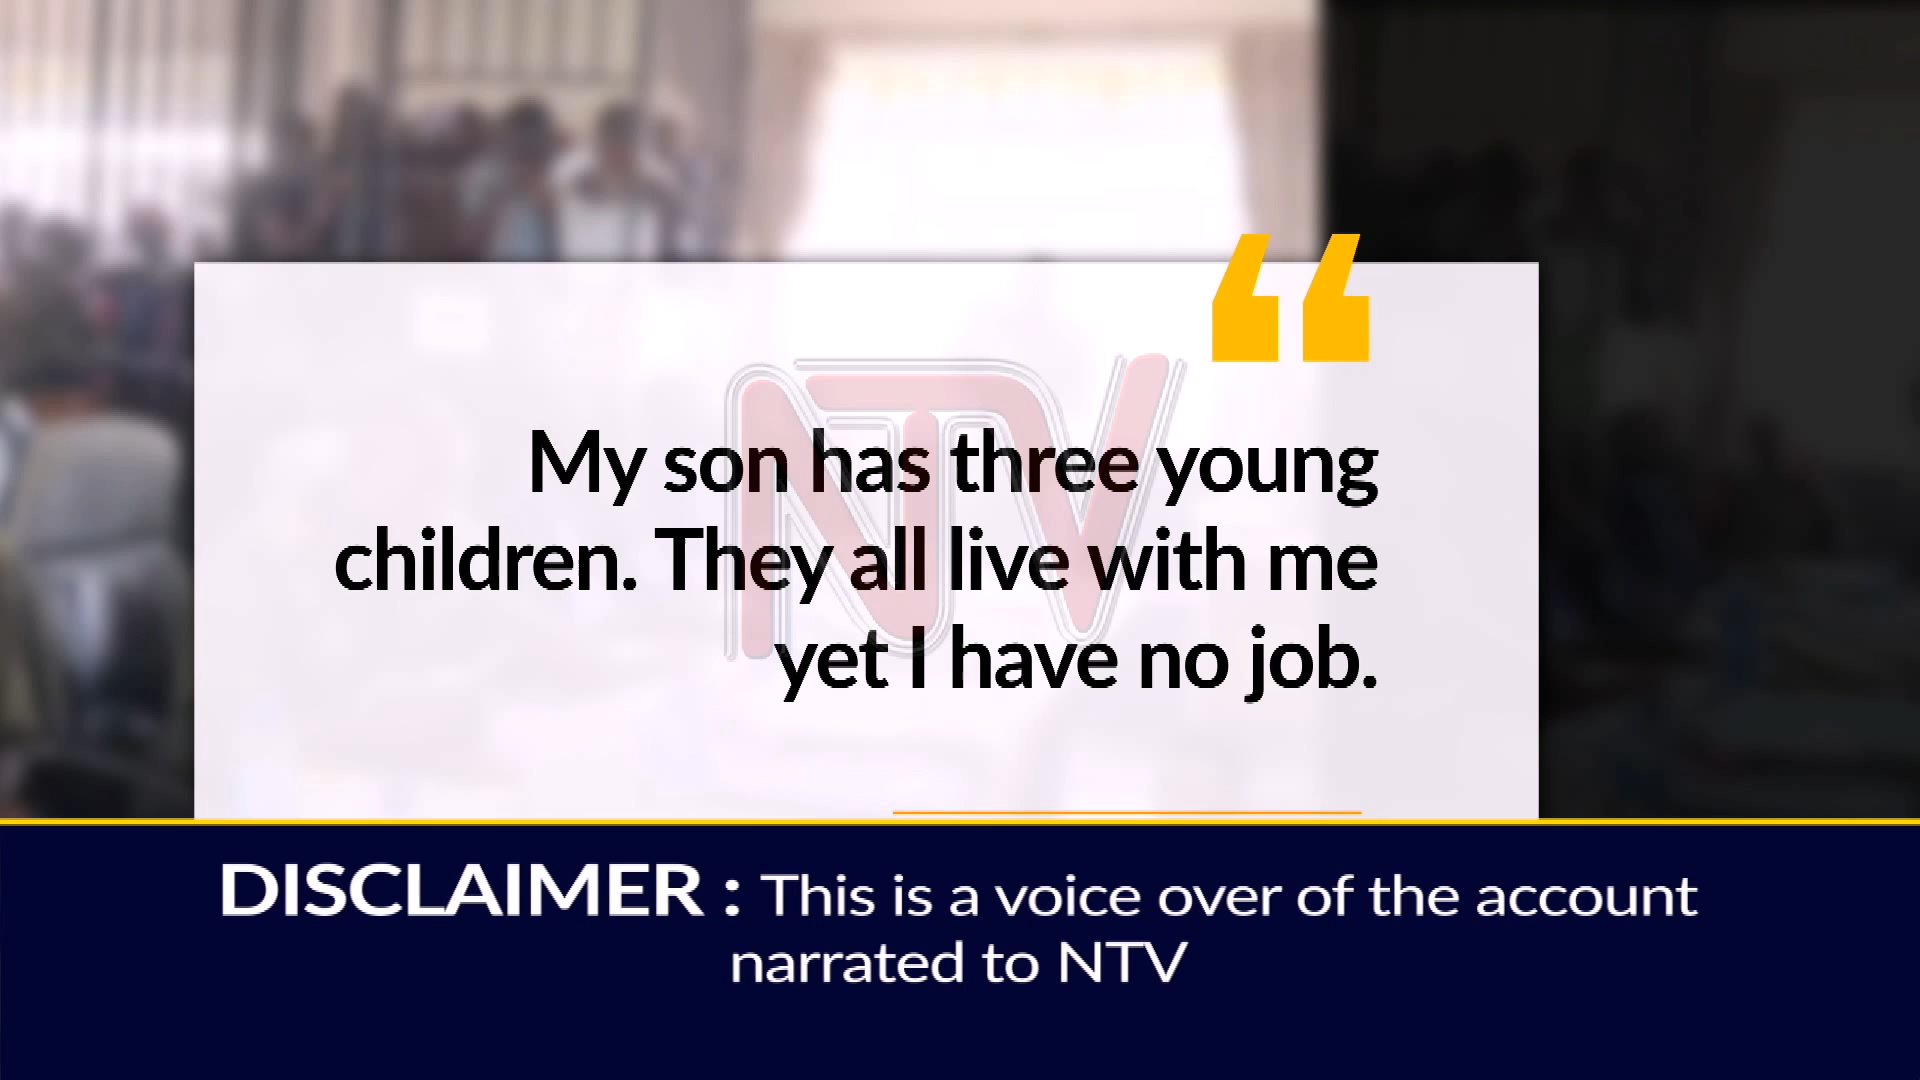 “
NTV
My son has three young
children. They all live with me
yet I have no job.
DISCLAIMER : This is a voice over of the account
narrated to NTV